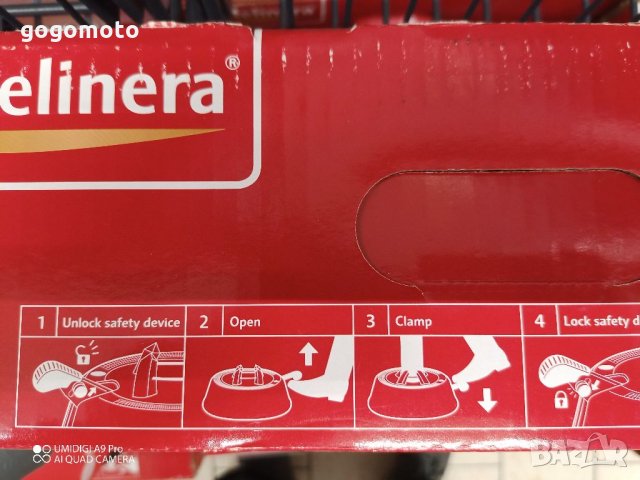 gogomoto
elinera®
1 Unlock safety device 2 Open 3 Clamp 4 Lock safety d
UMIDIGI A9 Pro
AI QUAD CAMERA
BAZAR